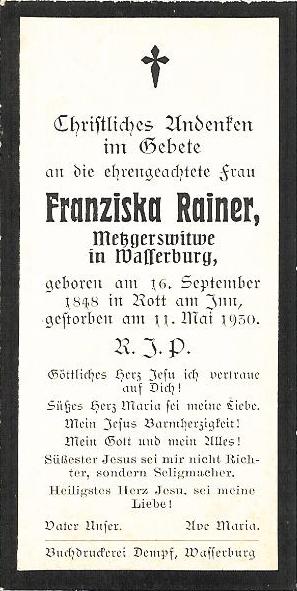 Christliches Andenken
im Gebete
an die ehrengeachtete Frau
Franziska Rainer,
Metzgerswitwe
in Wasserburg,
geboren am 16. September
1848 in Rott am Inn,
gestorben am 11. Mai 1930.
R. I. P.
Göttliches Herz Jesu ich vertraue
auf Dich!
Süßes Herz Maria sei meine Liebe.
Mein Jesus Barmherzigkeit!
Mein Gott und mein Alles!
Süßester Jesus sei mir nicht Rich-
ter, sondern Seligmacher.
Heiligstes Herz Jesu, sei meine
Liebe!
Vater Unser. Ave Maria.
Buchdruckerei Dempf, Wasserburg